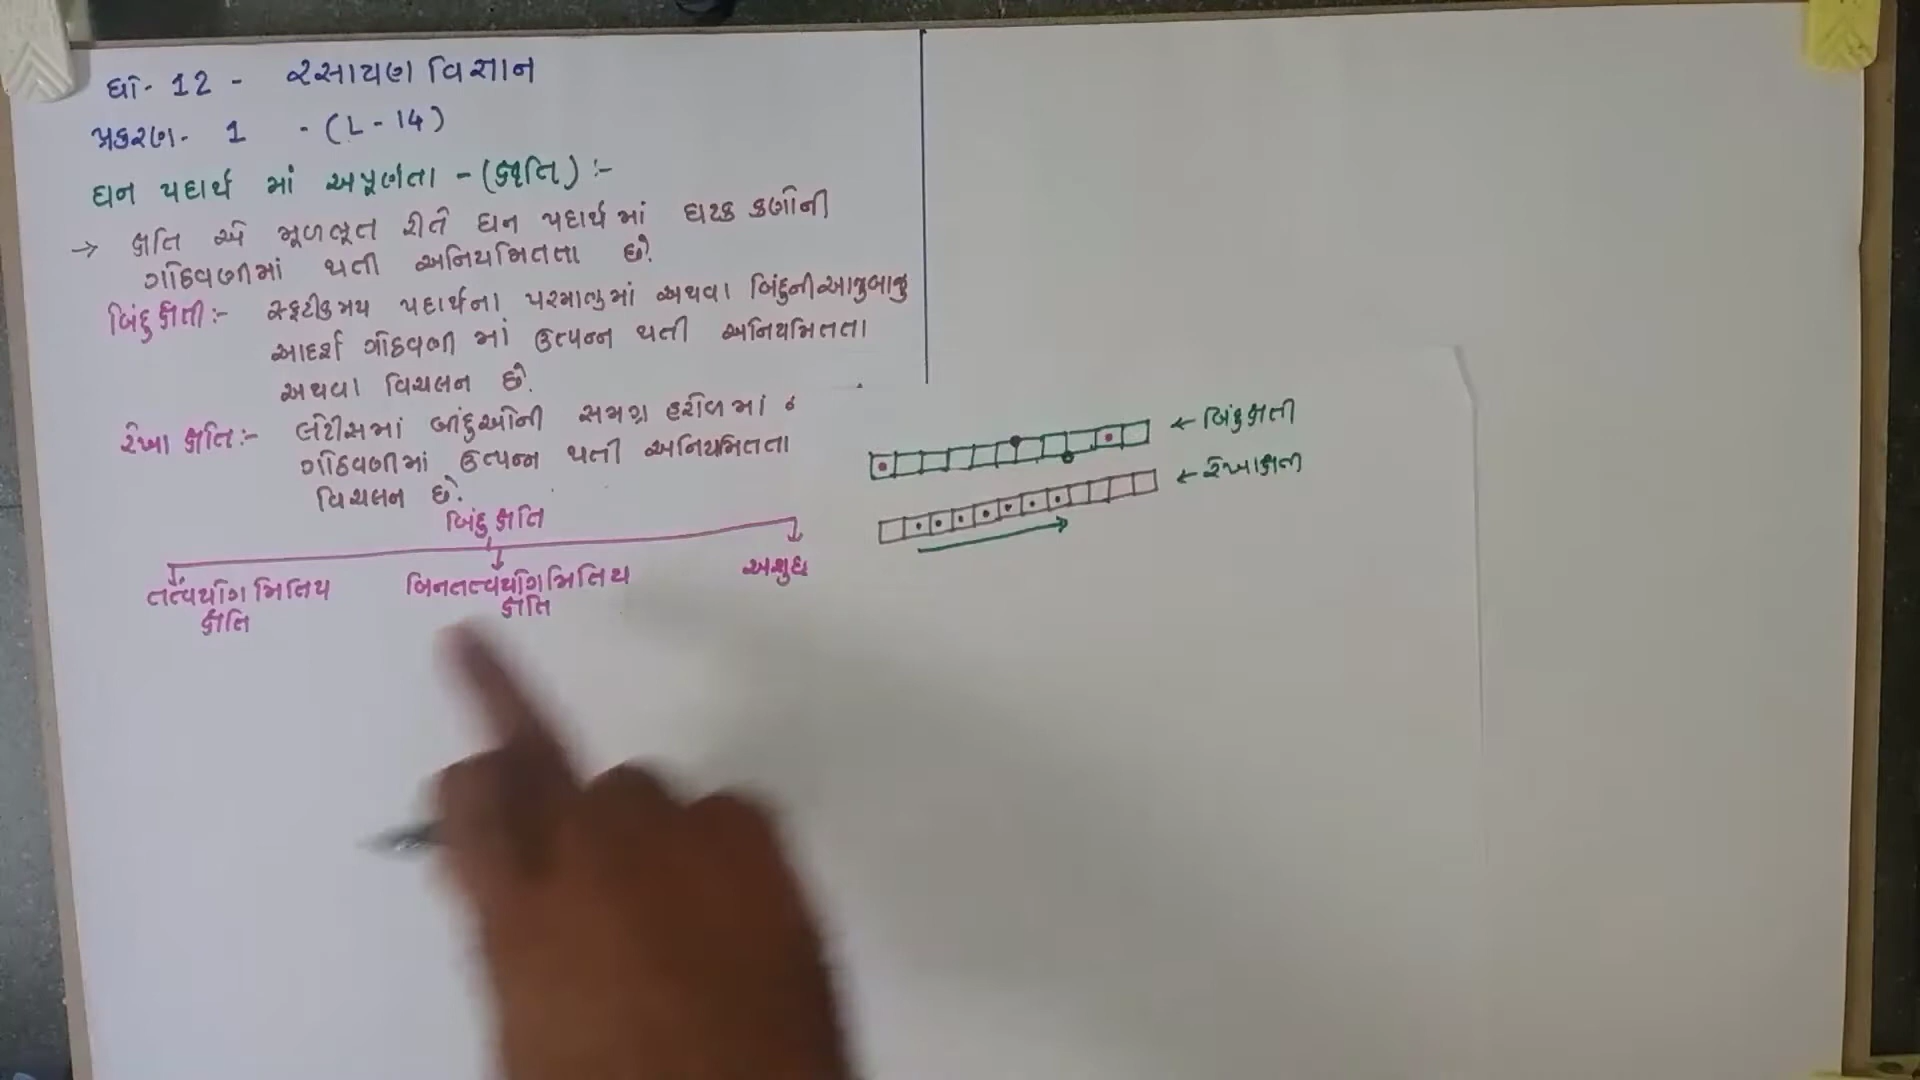 ધો- 12 - રસાયણ વિજ્ઞાન
પ્રકરણ- 1 - (L-14)
ઘન પદાર્થ માં અપૂર્ણતા - (ક્ષતિ) :-
→ ક્ષતિ એ મૂળભૂત રીતે ઘન પદાર્થમાં ઘટક કણોની
ગોઠવણીમાં થતી અનિયમિતતા છે.
બિંદુક્ષતી :- સ્ફટીકમય પદાર્થના પરમાણુમાં અથવા બિંદુની આજુબાજુ
આદર્શ ગોઠવણી માં ઉત્પન્ન થતી અનિયમિતતા
અથવા વિચલન છે.
રેખા ક્ષતિ :- લેટીસમાં બીંદુઓની સમગ્ર હરોળમાં
ગોઠવણીમાં ઉત્પન્ન થતી અનિયમિતતા
વિચલન છે.
← બિંદુક્ષતી
← રેખાક્ષતી
બિંદુ ક્ષતિ
તત્વયોગમિતિય
ક્ષતિ
બિનતત્વયોગમિતિય
ક્ષતિ
અશુધ્ધ